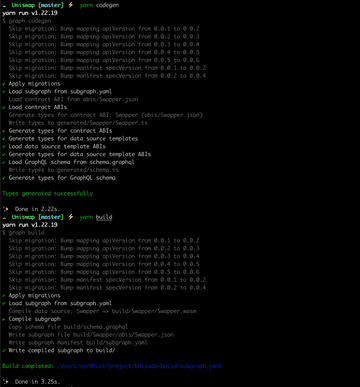 Uniswap [master] ⚡ yarn codegen
yarn run v1.22.19
$ graph codegen
Skip migration: Bump mapping apiVersion from 0.0.1 to 0.0.2
Skip migration: Bump mapping apiVersion from 0.0.2 to 0.0.3
Skip migration: Bump mapping apiVersion from 0.0.3 to 0.0.4
Skip migration: Bump mapping apiVersion from 0.0.4 to 0.0.5
Skip migration: Bump mapping apiVersion from 0.0.5 to 0.0.6
Skip migration: Bump manifest specVersion from 0.0.1 to 0.0.2
Skip migration: Bump manifest specVersion from 0.0.2 to 0.0.4
✔ Apply migrations
✔ Load subgraph from subgraph.yaml
Load contract ABI from abis/Swapper.json
✔ Load contract ABIs
Generate types for contract ABI: Swapper (abis/Swapper.json)
Write types to generated/Swapper/Swapper.ts
✔ Generate types for contract ABIs
✔ Generate types for data source templates
✔ Load data source template ABIs
✔ Generate types for data source template ABIs
✔ Load GraphQL schema from schema.graphql
Write types to generated/schema.ts
✔ Generate types for GraphQL schema
Types generated successfully
✨ Done in 2.22s.
Uniswap [master] ⚡ yarn build
yarn run v1.22.19
$ graph build
Skip migration: Bump mapping apiVersion from 0.0.1 to 0.0.2
Skip migration: Bump mapping apiVersion from 0.0.2 to 0.0.3
Skip migration: Bump mapping apiVersion from 0.0.3 to 0.0.4
Skip migration: Bump mapping apiVersion from 0.0.4 to 0.0.5
Skip migration: Bump mapping apiVersion from 0.0.5 to 0.0.6
Skip migration: Bump manifest specVersion from 0.0.1 to 0.0.2
Skip migration: Bump manifest specVersion from 0.0.2 to 0.0.4
✔ Apply migrations
✔ Load subgraph from subgraph.yaml
Compile data source: Swapper => build/Swapper/Swapper.wasm
✔ Compile subgraph
Copy schema file build/schema.graphql
Write subgraph file build/Swapper/abis/Swapper.json
Write subgraph manifest build/subgraph.yaml
✔ Write compiled subgraph to build/
Build completed:
✨ Done in 3.25s.